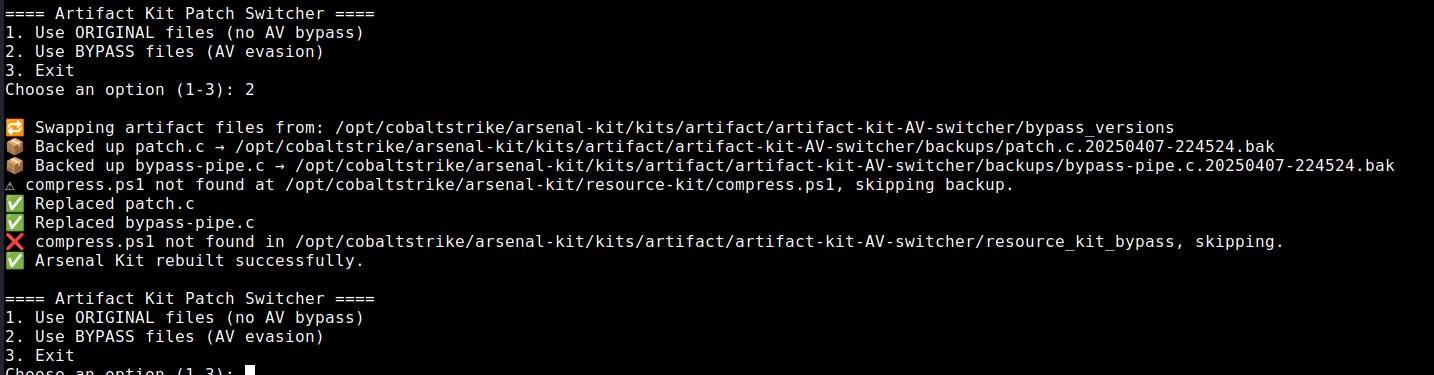 ==== Artifact Kit Patch Switcher ====
1. Use ORIGINAL files (no AV bypass)
2. Use BYPASS files (AV evasion)
3. Exit
Choose an option (1-3): 2
🔁 Swapping artifact files from: /opt/cobaltstrike/arsenal-kit/kits/artifact/artifact-kit-AV-switcher/bypass_versions
📦 Backed up patch.c → /opt/cobaltstrike/arsenal-kit/kits/artifact/artifact-kit-AV-switcher/backups/patch.c.20250407-224524.bak
📦 Backed up bypass-pipe.c → /opt/cobaltstrike/arsenal-kit/kits/artifact/artifact-kit-AV-switcher/backups/bypass-pipe.c.20250407-224524.bak
⚠ compress.ps1 not found at /opt/cobaltstrike/arsenal-kit/resource-kit/compress.ps1, skipping backup.
✅ Replaced patch.c
✅ Replaced bypass-pipe.c
❌ compress.ps1 not found in /opt/cobaltstrike/arsenal-kit/kits/artifact/artifact-kit-AV-switcher/resource_kit_bypass, skipping.
✅ Arsenal Kit rebuilt successfully.
==== Artifact Kit Patch Switcher ====
1. Use ORIGINAL files (no AV bypass)
2. Use BYPASS files (AV evasion)
3. Exit
Choose an option (1-3):